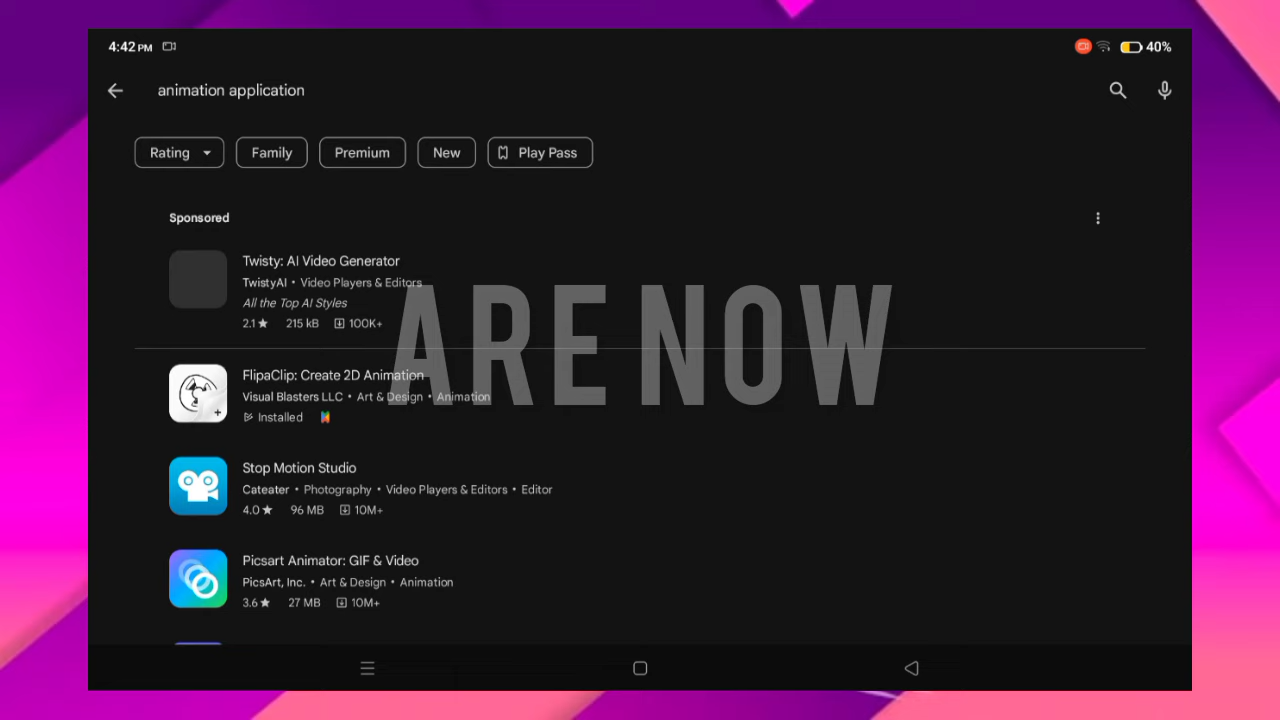 4:42 PM
40%
animation application
Rating
Family
Premium
New
Play Pass
Sponsored
Twisty: AI Video Generator
TwistyAI • Video Players & Editors
All the Top AI Styles
2.1★ 215 kB 100K+
ARE NOW
FlipaClip: Create 2D Animation
Visual Blasters LLC • Art & Design • Animation
Installed
Stop Motion Studio
Cateater • Photography • Video Players & Editors • Editor
4.0★ 96 MB 10M+
Picsart Animator: GIF & Video
PicsArt, Inc. • Art & Design • Animation
3.6★ 27 MB 10M+